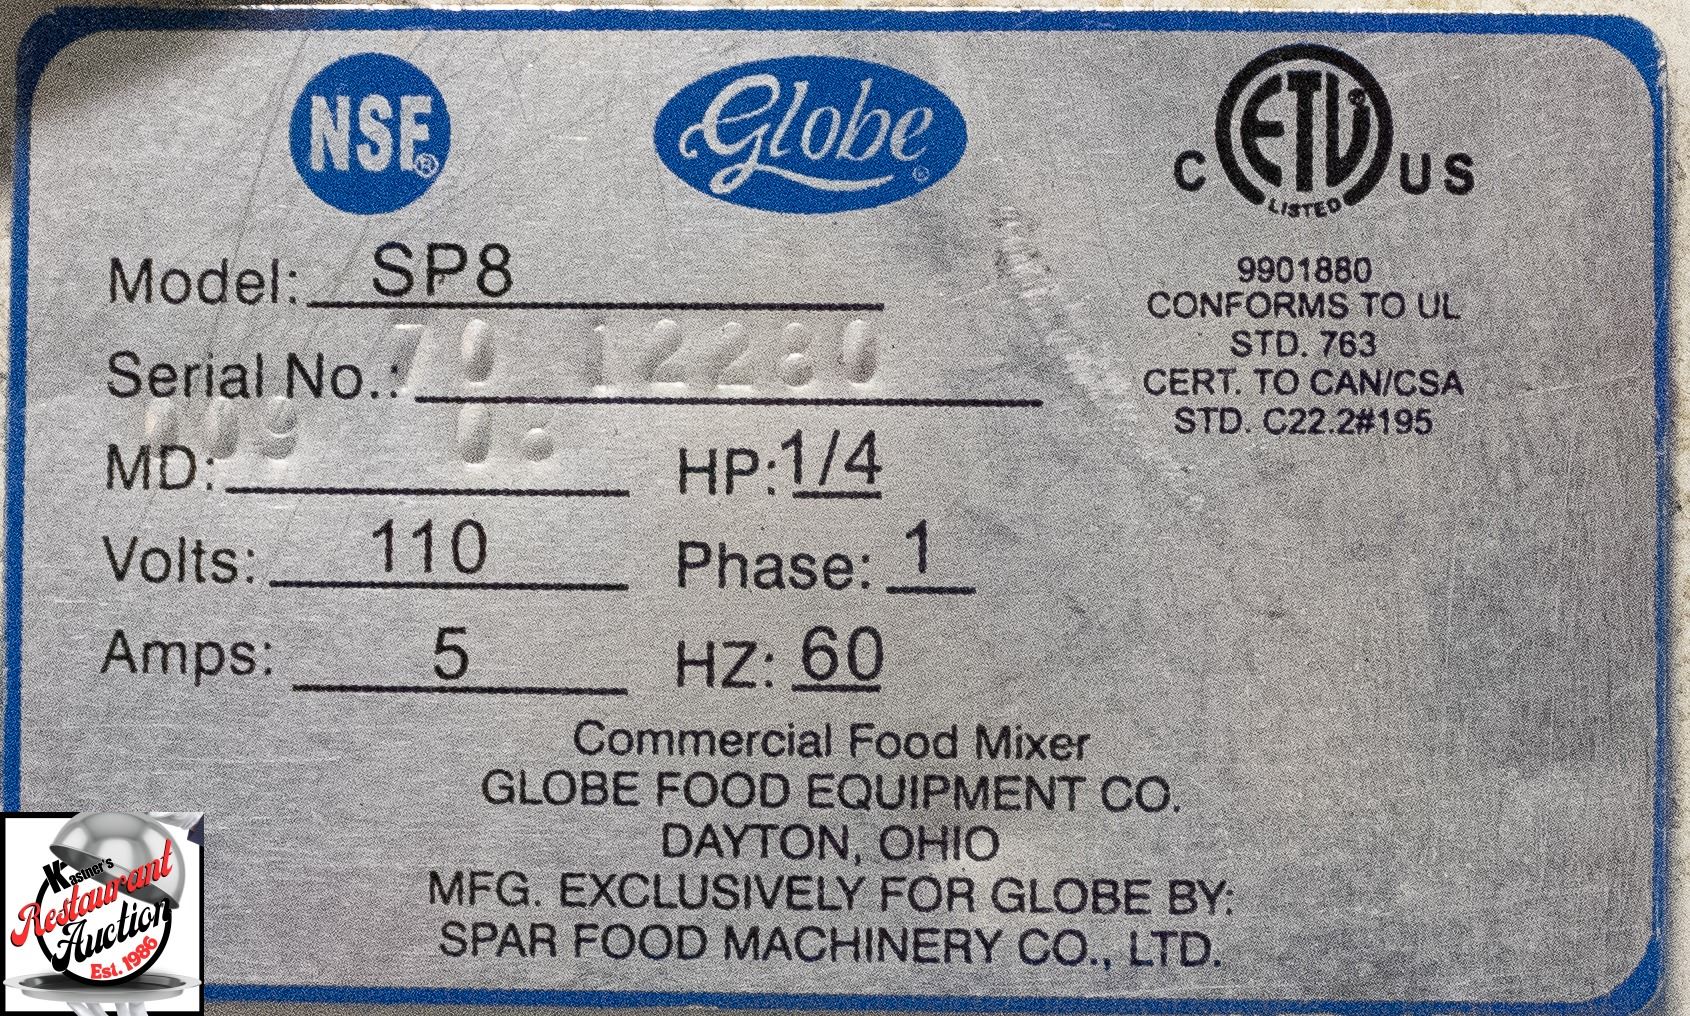 NSF®
Globe®
C ETL US
LISTED
Model: SP8
9901880
CONFORMS TO UL
STD. 763
CERT. TO CAN/CSA
STD. C22.2#195
Serial No.: 70 12280
MD:
HP: 1/4
Volts: 110
Phase: 1
Amps: 5
HZ: 60
Commercial Food Mixer
GLOBE FOOD EQUIPMENT CO.
DAYTON, OHIO
MFG. EXCLUSIVELY FOR GLOBE BY:
SPAR FOOD MACHINERY CO., LTD.
Kastner's
Restaurant
Auction
Est. 1986